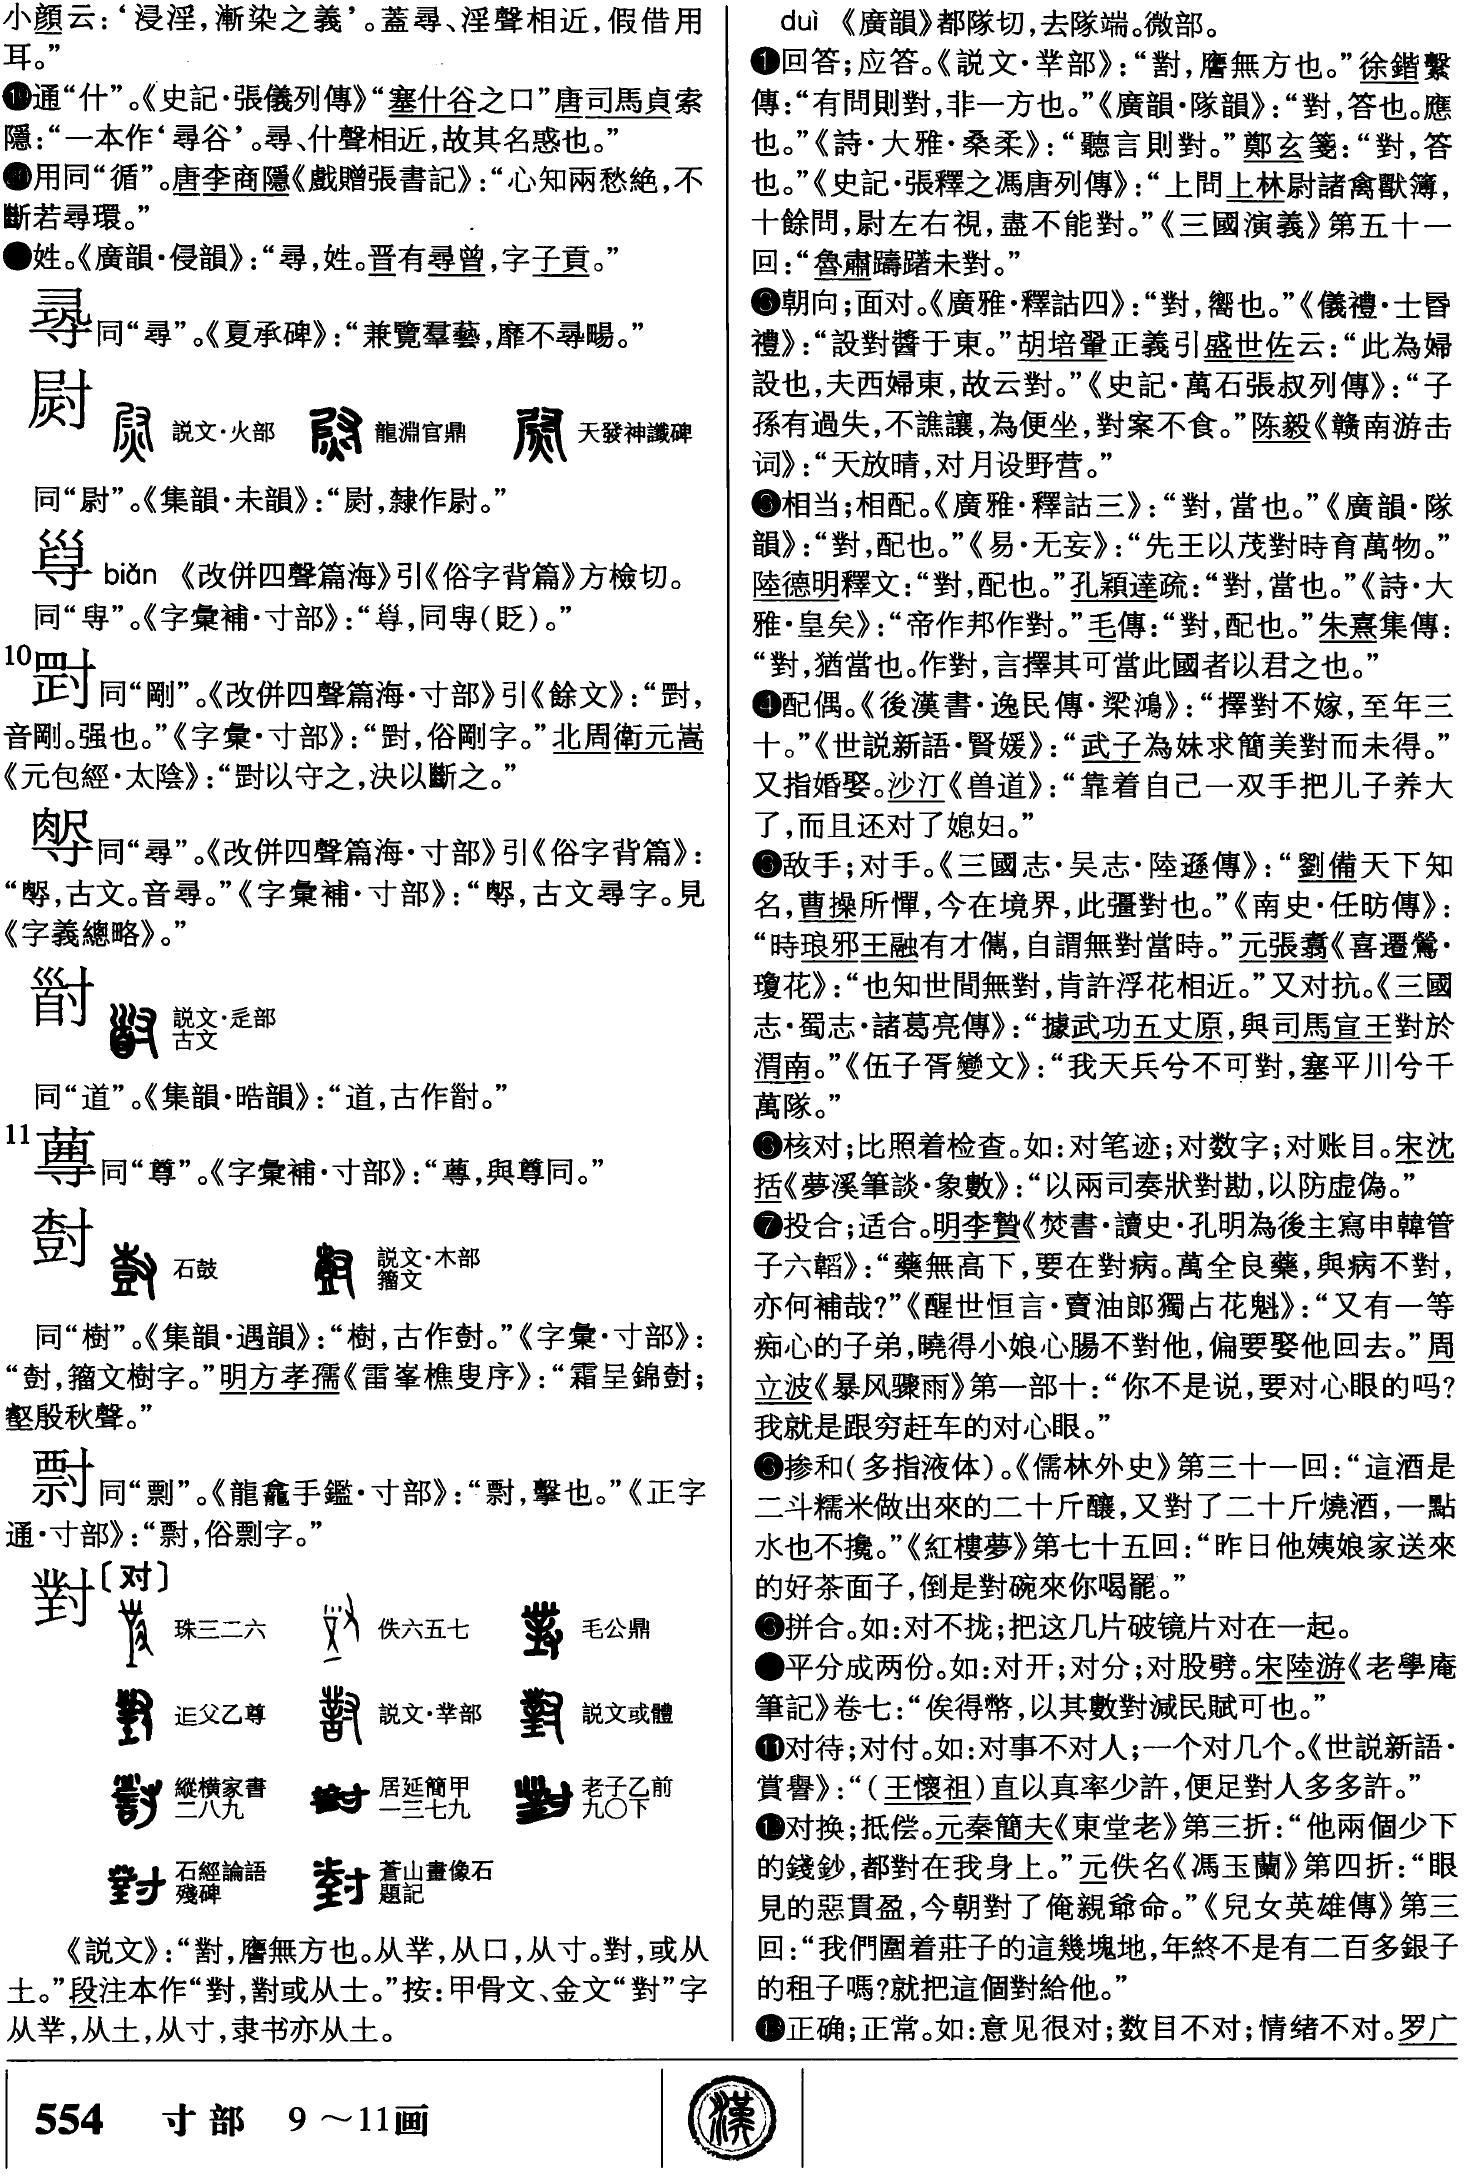 小顔云：‘浸淫，漸染之義’。蓋尋、淫聲相近，假借用
耳。”
通“什”。《史記·張儀列傳》“塞什谷之口”唐司馬貞索
隱：“一本作‘尋谷’。尋、什聲相近，故其名惑也。”
用同“循”。唐李商隱《戲贈張書記》：“心知兩愁絶，不
斷若尋環。”
姓。《廣韻·侵韻》：“尋，姓。晋有尋曾，字子貢。”
同“尋”。《夏承碑》：“兼覽羣藝，靡不尋暘。”
説文·火部 龍淵官鼎 天發神讖碑
同“尉”。《集韻·未韻》：“尉，隸作尉。”
biǎn 《改併四聲篇海》引《俗字背篇》方檢切。
同“𡬳”。《字彙補·寸部》：“，同𡬳（貶）。”
10
同“剛”。《改併四聲篇海·寸部》引《餘文》：“，
音剛。强也。”《字彙·寸部》：“，俗剛字。”北周衛元嵩
《元包經·太陰》：“以守之，決以斷之。”
同“尋”。《改併四聲篇海·寸部》引《俗字背篇》：
“，古文。音尋。”《字彙補·寸部》：“，古文尋字。見
《字義總略》。”
説文·辵部
古文
同“道”。《集韻·晧韻》：“道，古作。”
11
同“尊”。《字彙補·寸部》：“，與尊同。”
尌 石鼓 説文·木部
籀文
同“樹”。《集韻·遇韻》：“樹，古作尌。”《字彙·寸部》：
“尌，籀文樹字。”明方孝孺《雷峯樵叟序》：“霜呈錦尌；
壑殷秋聲。”
同“剽”。《龍龕手鑑·寸部》：“，擊也。”《正字
通·寸部》：“，俗剽字。”
對〔对〕
珠三二六 佚六五七 毛公鼎
父乙尊 説文·丵部 説文或體
縱横家書 居延簡甲 老子乙前
二八九 一三七九 九〇下
石經論語 蒼山畫像石
殘碑 題記
《説文》：“對，譍無方也。从丵，从口，从寸。對，或从
土。”段注本作“對，對或从士。”按：甲骨文、金文“對”字
从丵，从土，从寸，隶书亦从土。
duì 《廣韻》都隊切，去隊端。微部。
❶回答；应答。《説文·丵部》：“對，譍無方也。”徐鍇繫
傳：“有問則對，非一方也。”《廣韻·隊韻》：“對，答也。應
也。”《詩·大雅·桑柔》：“聽言則對。”鄭玄箋：“對，答
也。”《史記·張釋之馮唐列傳》：“上問上林尉諸禽獸簿，
十餘問，尉左右視，盡不能對。”《三國演義》第五十一
回：“魯肅躊躇未對。”
朝向；面对。《廣雅·釋詁四》：“對，嚮也。”《儀禮·士昏
禮》：“設對醬于東。”胡培翬正義引盛世佐云：“此為婦
設也，夫西婦東，故云對。”《史記·萬石張叔列傳》：“子
孫有過失，不譙讓，為便坐，對案不食。”陈毅《赣南游击
词》：“天放晴，对月设野营。”
❸相当；相配。《廣雅·釋詁三》：“對，當也。”《廣韻·隊
韻》：“對，配也。”《易·无妄》：“先王以茂對時育萬物。”
陸德明釋文：“對，配也。”孔穎達疏：“對，當也。”《詩·大
雅·皇矣》：“帝作邦作對。”毛傳：“對，配也。”朱熹集傳：
“對，猶當也。作對，言擇其可當此國者以君之也。”
❹配偶。《後漢書·逸民傳·梁鴻》：“擇對不嫁，至年三
十。”《世説新語·賢媛》：“武子為妹求簡美對而未得。”
又指婚娶。沙汀《兽道》：“靠着自己一双手把儿子养大
了，而且还对了媳妇。”
敌手；对手。《三國志·吴志·陸遜傳》：“劉備天下知
名，曹操所憚，今在境界，此彊對也。”《南史·任昉傳》：
“時琅邪王融有才儁，自謂無對當時。”元張翥《喜遷鶯·
瓊花》：“也知世間無對，肯許浮花相近。”又对抗。《三國
志·蜀志·諸葛亮傳》：“據武功五丈原，與司馬宣王對於
渭南。”《伍子胥變文》：“我天兵兮不可對，塞平川兮千
萬隊。”
❻核对；比照着检查。如：对笔迹；对数字；对账目。宋沈
括《夢溪筆談·象數》：“以兩司奏狀對勘，以防虚偽。”
❼投合；适合。明李贄《焚書·讀史·孔明為後主寫申韓管
子六韜》：“藥無高下，要在對病。萬全良藥，與病不對，
亦何補哉？”《醒世恒言·賣油郎獨占花魁》：“又有一等
痴心的子弟，曉得小娘心腸不對他，偏要娶他回去。”周
立波《暴风骤雨》第一部十：“你不是说，要对心眼的吗？
我就是跟穷赶车的对心眼。”
掺和（多指液体）。《儒林外史》第三十一回：“這酒是
二斗糯米做出來的二十斤釀，又對了二十斤燒酒，一點
水也不攙。”《紅樓夢》第七十五回：“昨日他姨娘家送來
的好茶面子，倒是對碗來你喝罷。”
拼合。如：对不拢；把这几片破镜片对在一起。
平分成两份。如：对开；对分；对股劈。宋陸游《老學庵
筆記》卷七：“俟得幣，以其數對減民賦可也。”
⓫对待；对付。如：对事不对人；一个对几个。《世説新語·
賞譽》：“（王懷祖）直以真率少許，便足對人多多許。”
对换；抵偿。元秦簡夫《東堂老》第三折：“他兩個少下
的錢鈔，都對在我身上。”元佚名《馮玉蘭》第四折：“眼
見的惡貫盈，今朝對了俺親爺命。”《兒女英雄傳》第三
回：“我們圍着莊子的這幾塊地，年終不是有二百多銀子
的租子嗎？就把這個對給他。”
正确；正常。如：意见很对；数目不对；情绪不对。罗广
554 寸部 9～11画
漢